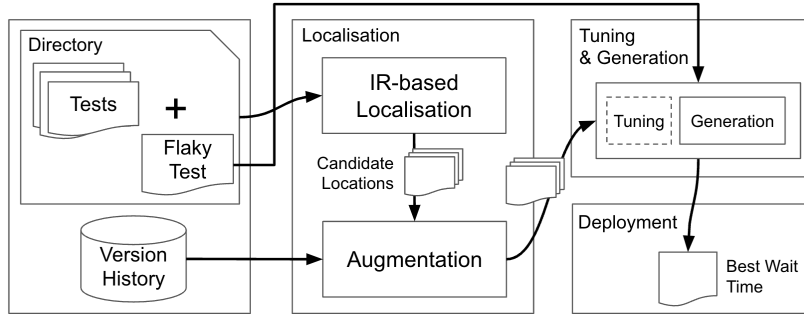 Directory
Tests
+
Flaky
Test
Version
History
Localisation
IR-based
Localisation
Candidate
Locations
Augmentation
Tuning
& Generation
Tuning
Generation
Deployment
Best Wait
Time